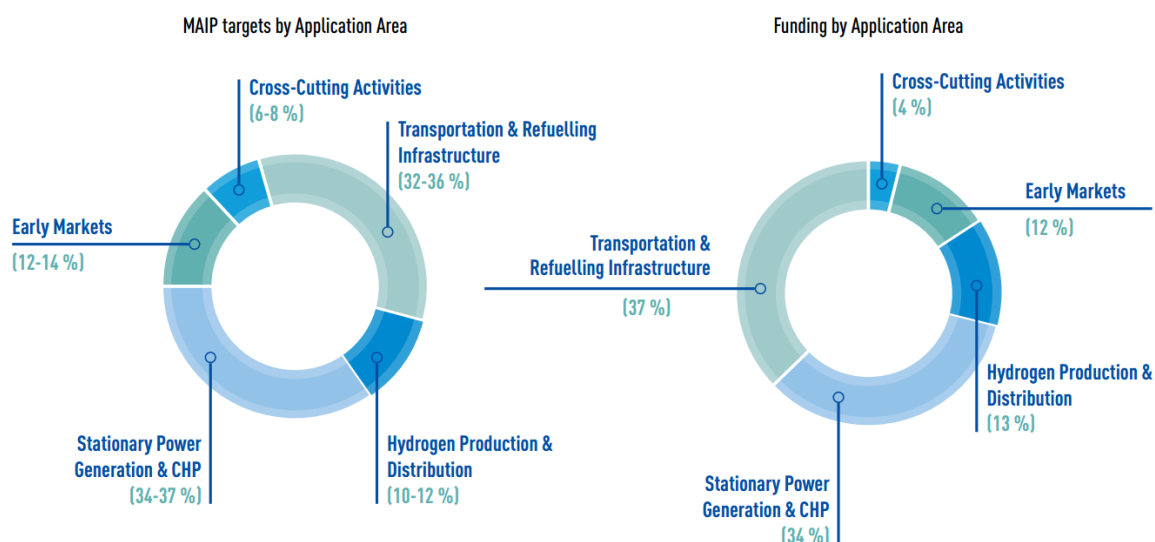 MAIP targets by Application Area
Cross-Cutting Activities
(6-8 %)
Transportation & Refuelling
Infrastructure
(32-36 %)
Early Markets
(12-14 %)
Stationary Power
Generation & CHP
(34-37 %)
Hydrogen Production &
Distribution
(10-12 %)
Funding by Application Area
Cross-Cutting Activities
(4 %)
Early Markets
(12 %)
Transportation &
Refuelling Infrastructure
(37 %)
Hydrogen Production &
Distribution
(13 %)
Stationary Power
Generation & CHP
(34 %)